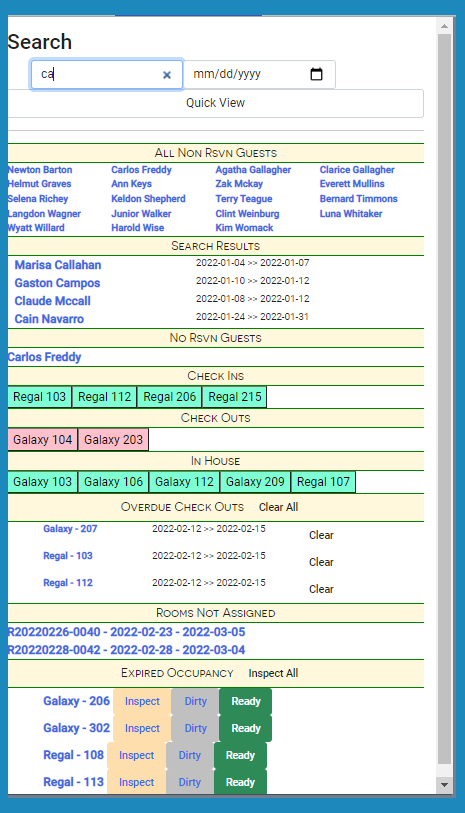 Search
ca × mm/dd/yyyy
Quick View
All Non Rsvn Guests
Newton Barton Carlos Freddy Agatha Gallagher Clarice Gallagher
Helmut Graves Ann Keys Zak Mckay Everett Mullins
Selena Richey Keldon Shepherd Terry Teague Bernard Timmons
Langdon Wagner Junior Walker Clint Weinburg Luna Whitaker
Wyatt Willard Harold Wise Kim Womack
Search Results
Marisa Callahan 2022-01-04 >> 2022-01-07
Gaston Campos 2022-01-10 >> 2022-01-12
Claude Mccall 2022-01-08 >> 2022-01-12
Cain Navarro 2022-01-24 >> 2022-01-31
No Rsvn Guests
Carlos Freddy
Check Ins
Regal 103 Regal 112 Regal 206 Regal 215
Check Outs
Galaxy 104 Galaxy 203
In House
Galaxy 103 Galaxy 106 Galaxy 112 Galaxy 209 Regal 107
Overdue Check Outs Clear All
Galaxy - 207 2022-02-12 >> 2022-02-15 Clear
Regal - 103 2022-02-12 >> 2022-02-15 Clear
Regal - 112 2022-02-12 >> 2022-02-15 Clear
Rooms Not Assigned
R20220226-0040 - 2022-02-23 - 2022-03-05
R20220228-0042 - 2022-02-28 - 2022-03-04
Expired Occupancy Inspect All
Galaxy - 206 Inspect Dirty Ready
Galaxy - 302 Inspect Dirty Ready
Regal - 108 Inspect Dirty Ready
Regal - 113 Inspect Dirty Ready